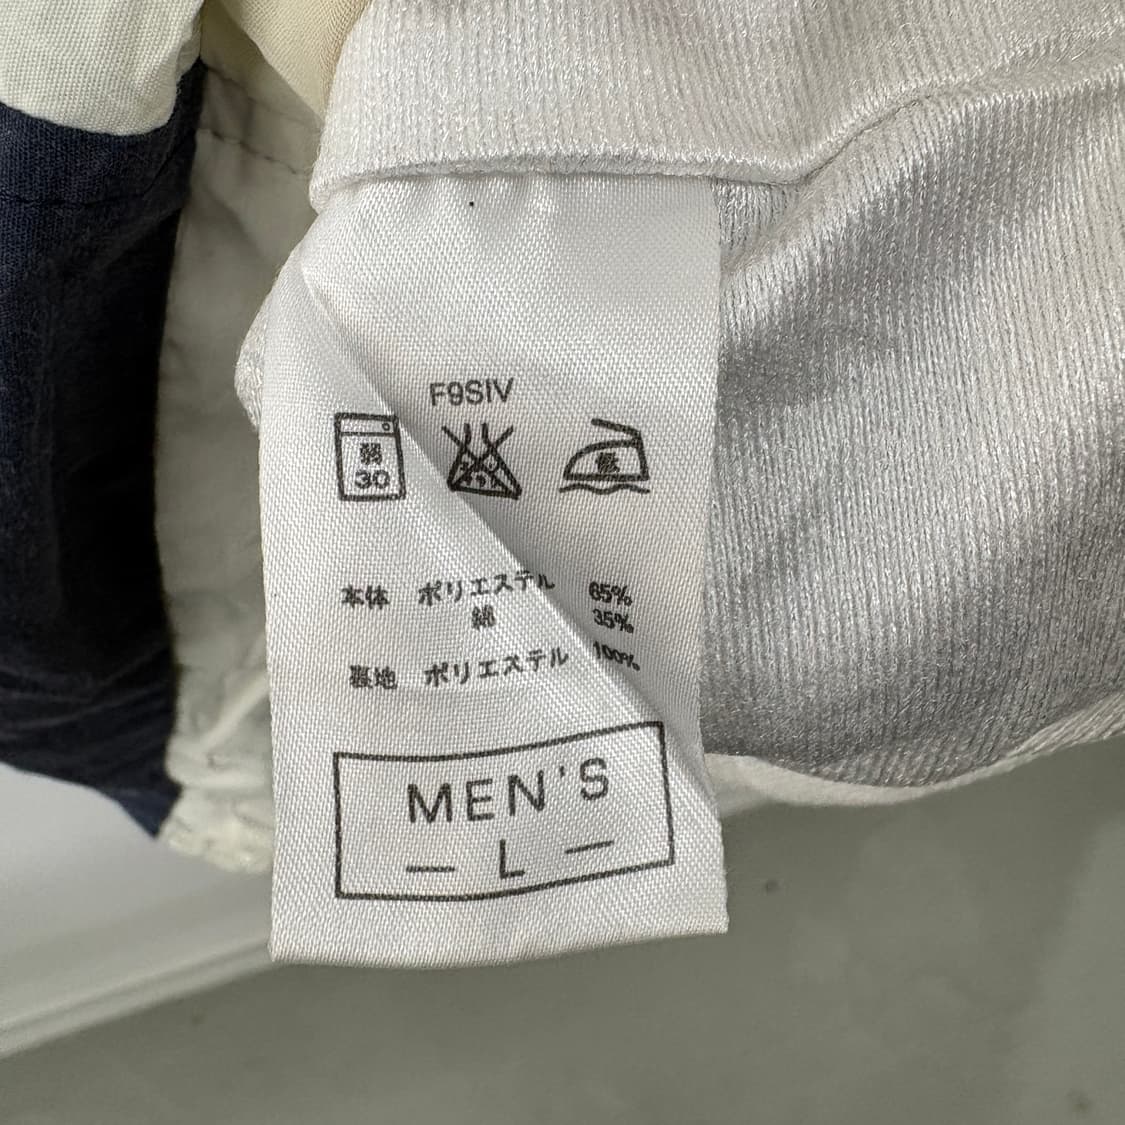 F9SIV
弱
30
本体 ポリエステル 65%
綿 35%
裏地 ポリエステル 100%
MEN'S
— L —